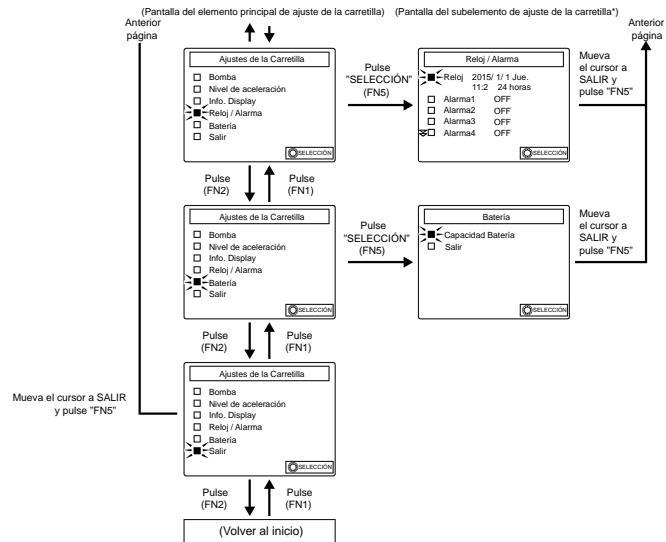 (Pantalla del elemento principal de ajuste de la carretilla)
(Pantalla del subelemento de ajuste de la carretilla*)
Anterior
página
Anterior
página
Ajustes de la Carretilla
Bomba
Nivel de aceleración
Info. Display
Reloj / Alarma
Batería
Salir
SELECCIÓN
Pulse
"SELECCIÓN"
(FN5)
Reloj / Alarma
Reloj 2015/ 1/ 1 Jue.
11:2 24 horas
Alarma1 OFF
Alarma2 OFF
Alarma3 OFF
Alarma4 OFF
SELECCIÓN
Mueva
el cursor a
SALIR y
pulse "FN5"
Pulse
(FN2)
Pulse
(FN1)
Ajustes de la Carretilla
Bomba
Nivel de aceleración
Info. Display
Reloj / Alarma
Batería
Salir
SELECCIÓN
Pulse
"SELECCIÓN"
(FN5)
Batería
Capacidad Batería
Salir
SELECCIÓN
Mueva
el cursor a
SALIR y
pulse "FN5"
Pulse
(FN2)
Pulse
(FN1)
Ajustes de la Carretilla
Bomba
Nivel de aceleración
Info. Display
Reloj / Alarma
Batería
Salir
SELECCIÓN
Mueva el cursor a SALIR
y pulse "FN5"
Pulse
(FN2)
Pulse
(FN1)
(Volver al inicio)